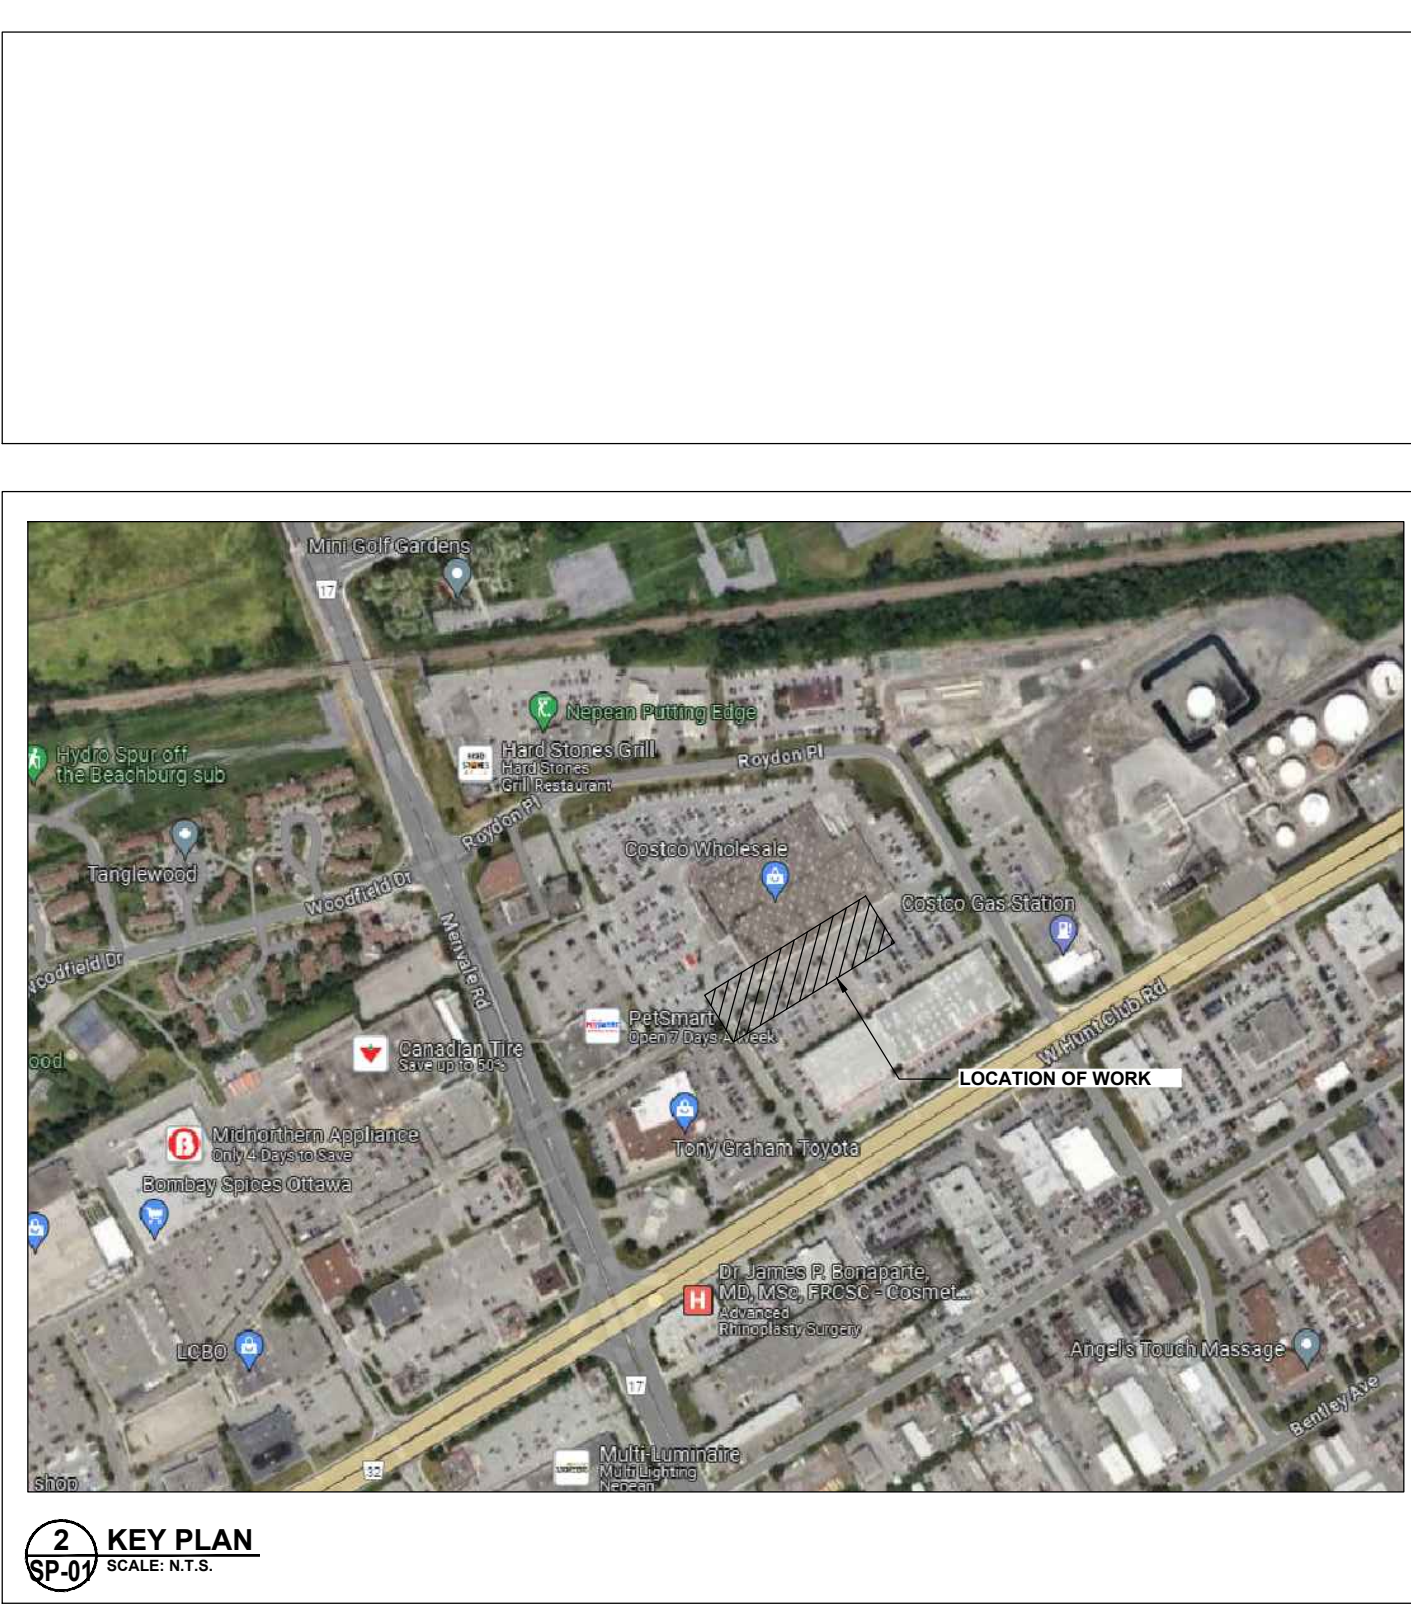 Mini Golf Gardens
17
Nepean Putting Edge
Hydro Spur off
the Beachburg sub
Hard Stones Grill
Hard Stones
Grill Restaurant
Roydon Pl
Roydon Pl
Tanglewood
Costco Wholesale
Woodfield Dr
Costco Gas Station
Merivale Rd
Woodfield Dr
PetSmart
Open 7 Days A Week
W Hunt Club Rd
ood
Canadian Tire
Save up to 50%
LOCATION OF WORK
Midnorthern Appliance
Only 4 Days to Save
Tony Graham Toyota
Bombay Spices Ottawa
Dr. James P. Bonaparte,
MD, MSc, FRCSC - Cosmet...
Advanced
Rhinoplasty Surgery
H
LCBO
Angel's Touch Massage
17
Bentley Ave
Multi-Luminaire
Multi Lighting
Nepean
32
shop
2
SP-01
KEY PLAN
SCALE: N.T.S.